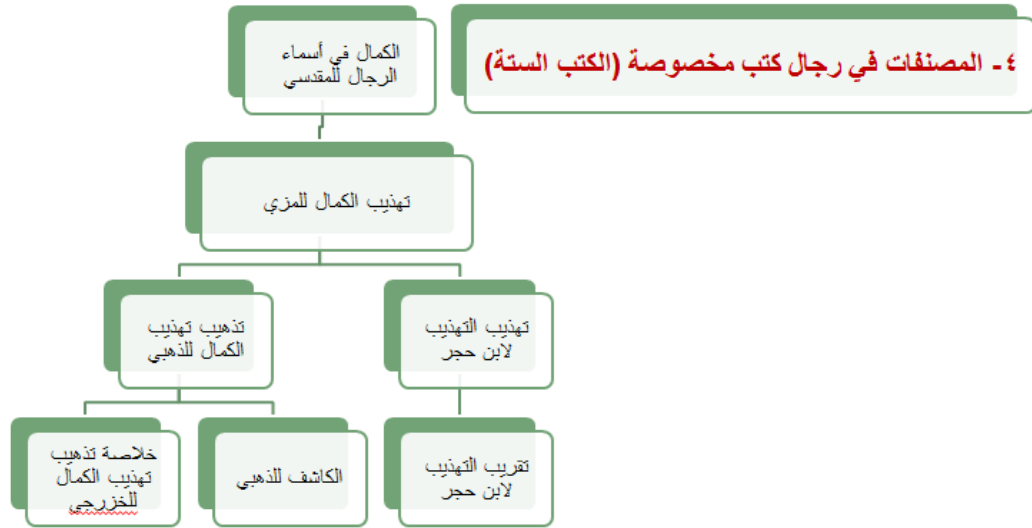 ٤- المصنفات في رجال كتب مخصوصة (الكتب الستة)
الكمال في أسماء
الرجال للمقدسي
تهذيب الكمال للمزي
تهذيب التهذيب
لابن حجر
تذهيب تهذيب
الكمال للذهبي
تقريب التهذيب
لابن حجر
الكاشف للذهبي
خلاصة تذهيب
تهذيب الكمال
للخزرجي